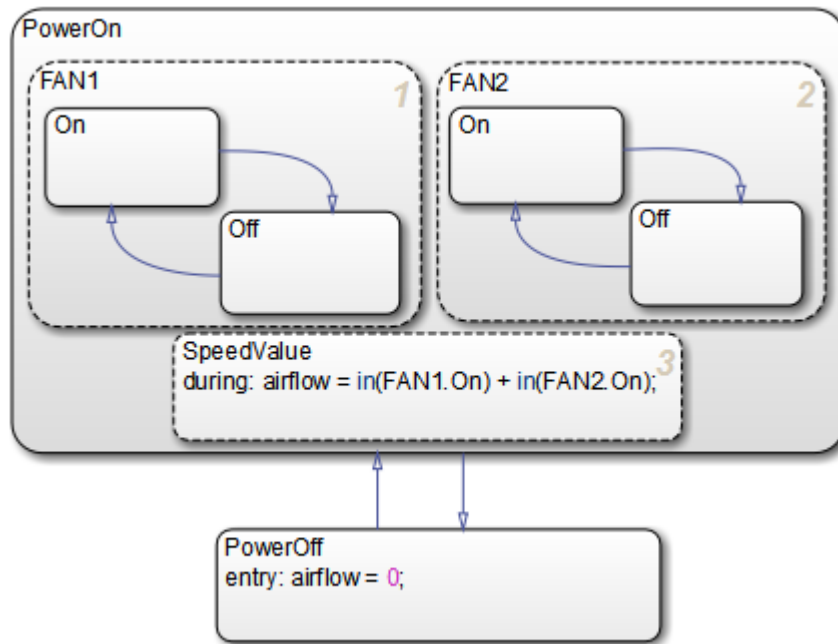 PowerOn
FAN1
1
On
Off
FAN2
2
On
Off
SpeedValue
3
during: airflow = in(FAN1.On) + in(FAN2.On);
PowerOff
entry: airflow = 0;